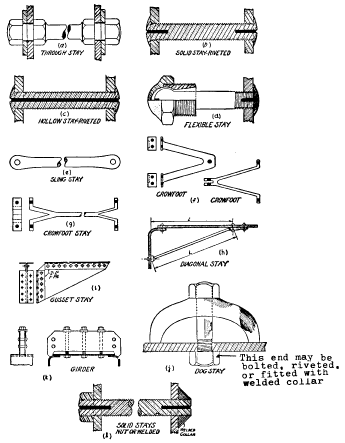 (a)
THROUGH STAY
(b)
SOLID STAY-RIVETED
(c)
HOLLOW STAY-RIVETED
(d)
FLEXIBLE STAY
(e)
SLING STAY
CROWFOOT
(f)
CROWFOOT
(g)
CROWFOOT STAY
(h)
DIAGONAL STAY
(i)
GUSSET STAY
(k)
GIRDER
(j)
DOG STAY
This end may be
bolted, riveted,
or fitted with
welded collar
(l)
SOLID STAYS
NUT OR WELDED
WELDED
COLLAR